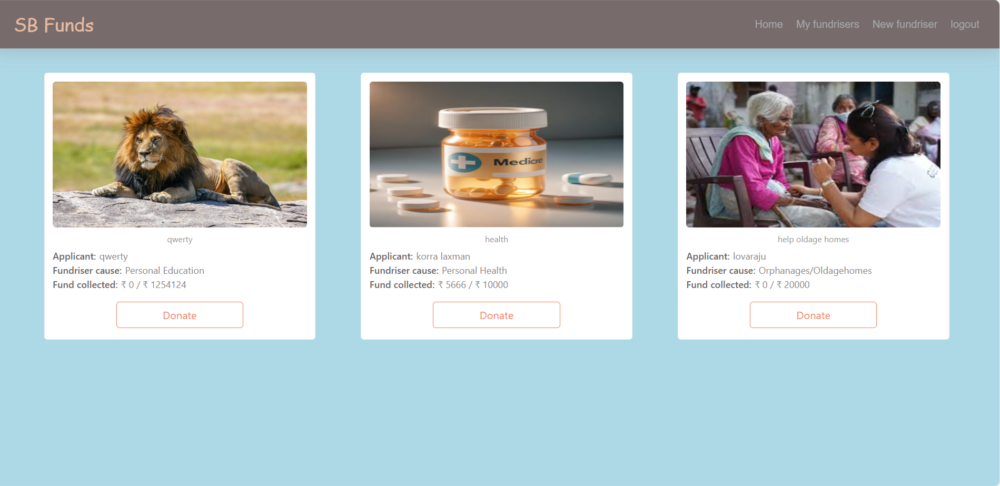 SB Funds
Home My fundrisers New fundriser logout
qwerty
Applicant: qwerty
Fundriser cause: Personal Education
Fund collected: ₹ 0 / ₹ 1254124
Donate
Medicre
health
Applicant: korra laxman
Fundriser cause: Personal Health
Fund collected: ₹ 5666 / ₹ 10000
Donate
help oldage homes
Applicant: lovaraju
Fundriser cause: Orphanages/Oldagehomes
Fund collected: ₹ 0 / ₹ 20000
Donate